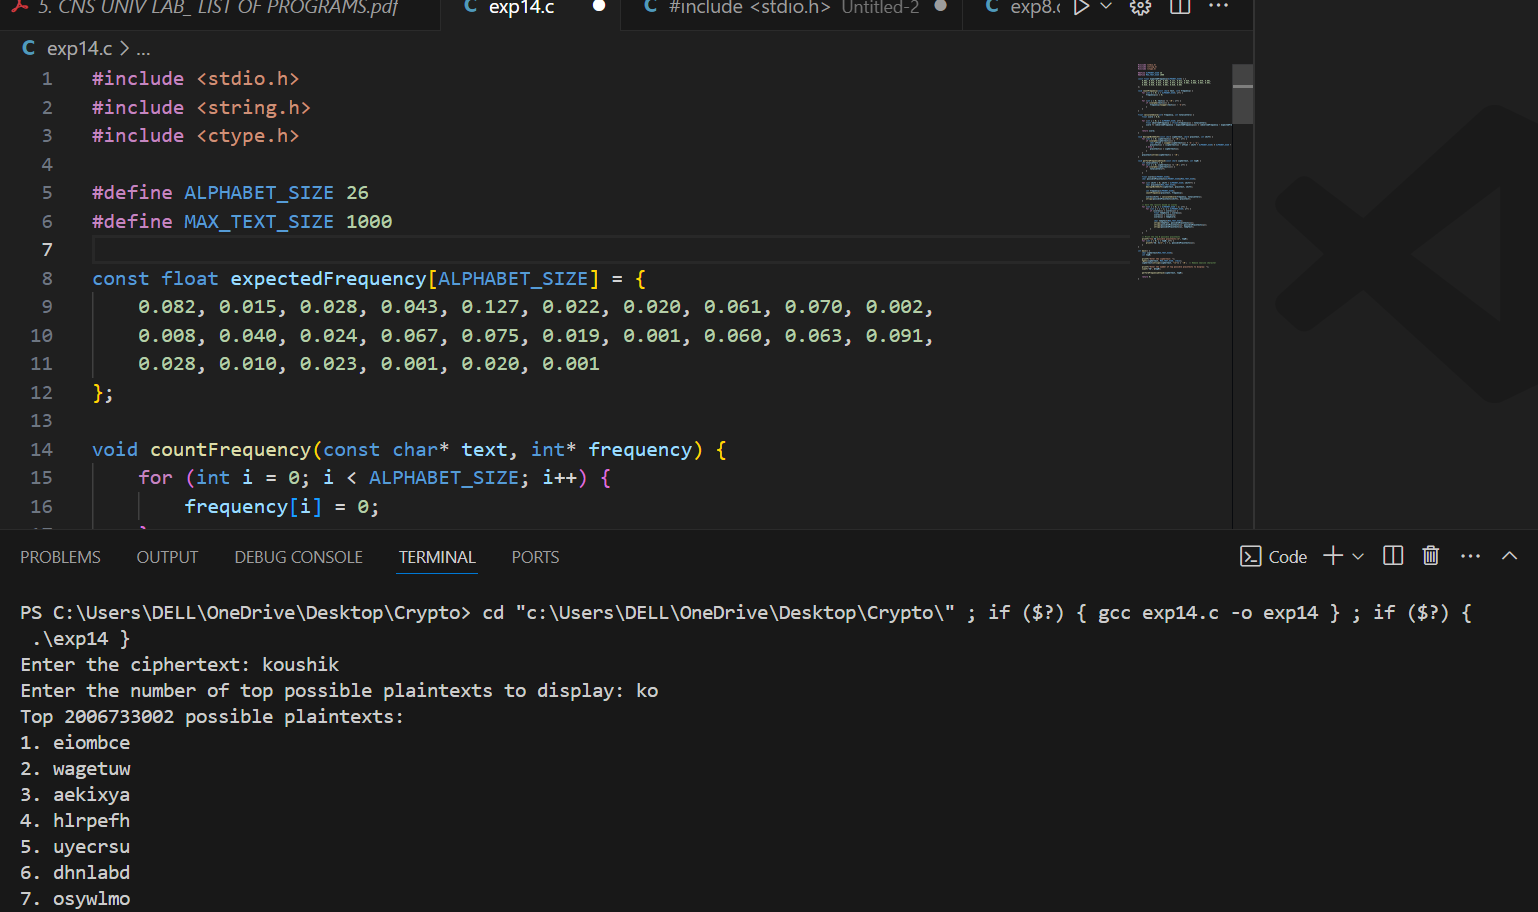 5. CNS UNIV LAB_ LIST OF PROGRAMS.pdf
exp14.c
#include <stdio.h> Untitled-2
exp8.c
exp14.c > ...
1 #include <stdio.h>
2 #include <string.h>
3 #include <ctype.h>
4
5 #define ALPHABET_SIZE 26
6 #define MAX_TEXT_SIZE 1000
7
8 const float expectedFrequency[ALPHABET_SIZE] = {
9     0.082, 0.015, 0.028, 0.043, 0.127, 0.022, 0.020, 0.061, 0.070, 0.002,
10     0.008, 0.040, 0.024, 0.067, 0.075, 0.019, 0.001, 0.060, 0.063, 0.091,
11     0.028, 0.010, 0.023, 0.001, 0.020, 0.001
12 };
13
14 void countFrequency(const char* text, int* frequency) {
15     for (int i = 0; i < ALPHABET_SIZE; i++) {
16         frequency[i] = 0;
PROBLEMS OUTPUT DEBUG CONSOLE TERMINAL PORTS
Code
PS C:\Users\DELL\OneDrive\Desktop\Crypto> cd "c:\Users\DELL\OneDrive\Desktop\Crypto\" ; if ($?) { gcc exp14.c -o exp14 } ; if ($?) {
.\exp14 }
Enter the ciphertext: koushik
Enter the number of top possible plaintexts to display: ko
Top 2006733002 possible plaintexts:
1. eiombce
2. wagetuw
3. aekixya
4. hlrpefh
5. uyecrsu
6. dhnlabd
7. osywlmo